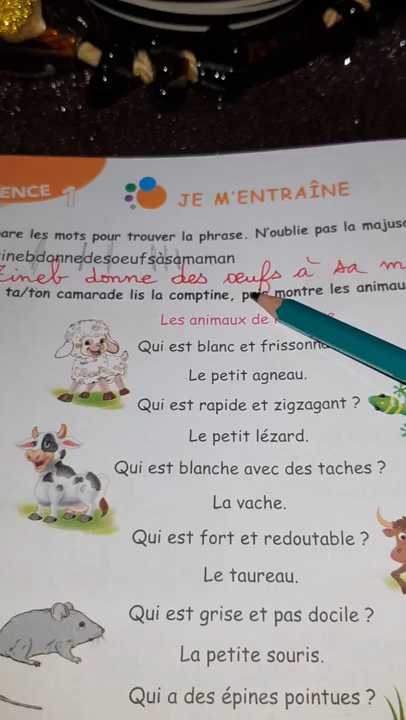 ENCE 1
JE M'ENTRAÎNE
are les mots pour trouver la phrase. N'oublie pas la majus
inebdonnedesoeufsàsamaman
Zineb donne des œufs à sa m
ta/ton camarade lis la comptine, montre les animau
Les animaux de
Qui est blanc et frissonn
Le petit agneau.
Qui est rapide et zigzagant ?
Le petit lézard.
Qui est blanche avec des taches ?
La vache.
Qui est fort et redoutable ?
Le taureau.
Qui est grise et pas docile ?
La petite souris.
Qui a des épines pointues ?